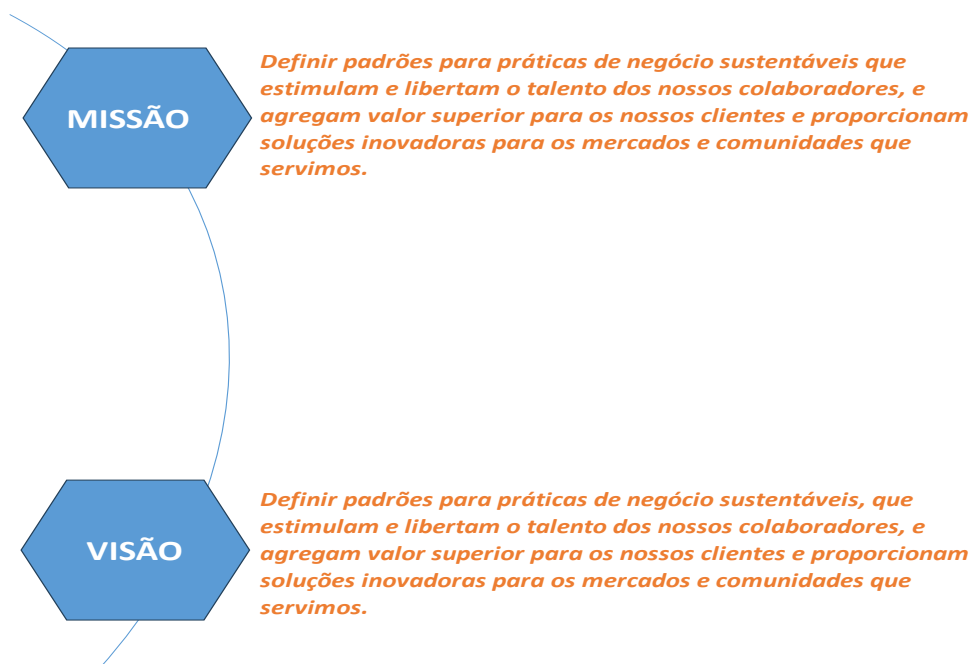 MISSÃO
Definir padrões para práticas de negócio sustentáveis que
estimulam e libertam o talento dos nossos colaboradores, e
agregam valor superior para os nossos clientes e proporcionam
soluções inovadoras para os mercados e comunidades que
servimos.
VISÃO
Definir padrões para práticas de negócio sustentáveis, que
estimulam e libertam o talento dos nossos colaboradores, e
agregam valor superior para os nossos clientes e proporcionam
soluções inovadoras para os mercados e comunidades que
servimos.